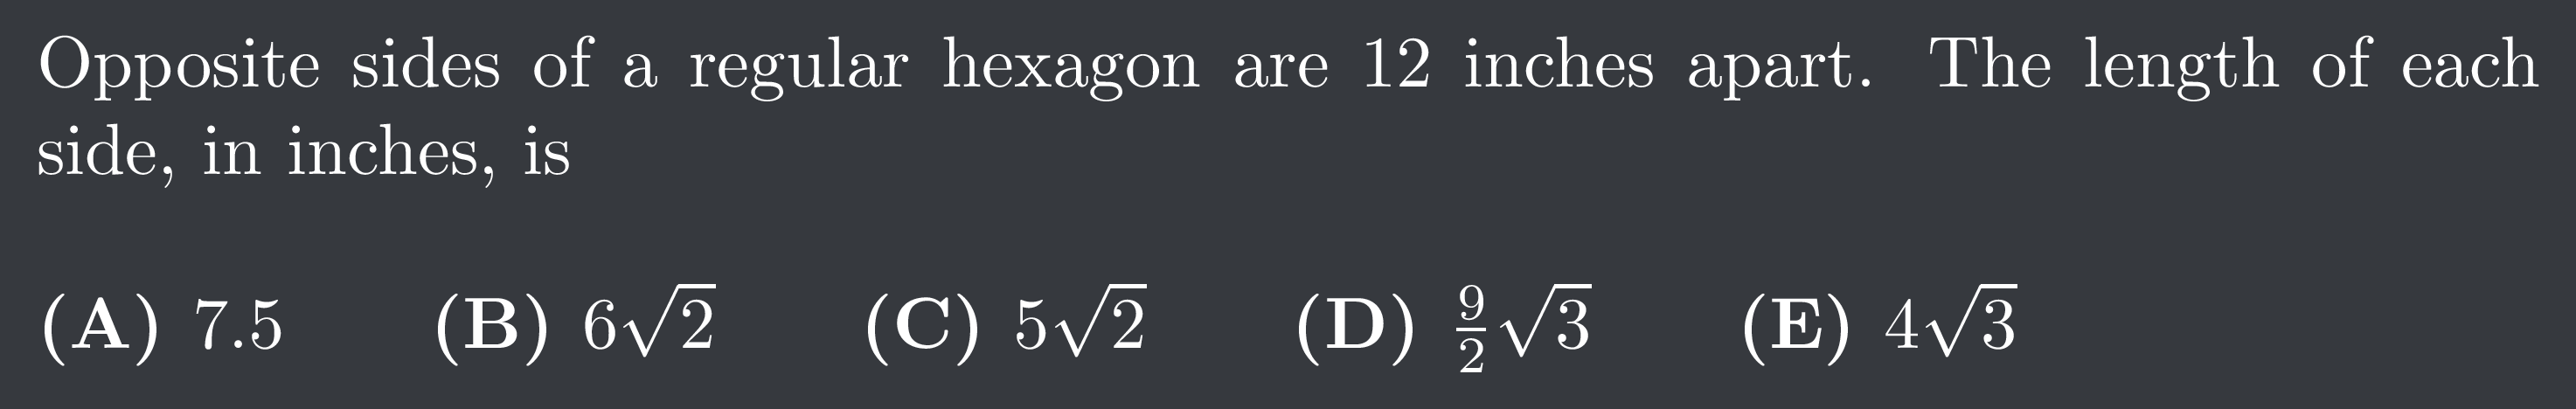 Opposite sides of a regular hexagon are 12 inches apart. The length of each
side, in inches, is
(A) 7.5 (B) 6√2 (C) 5√2 (D) 9/2√3 (E) 4√3